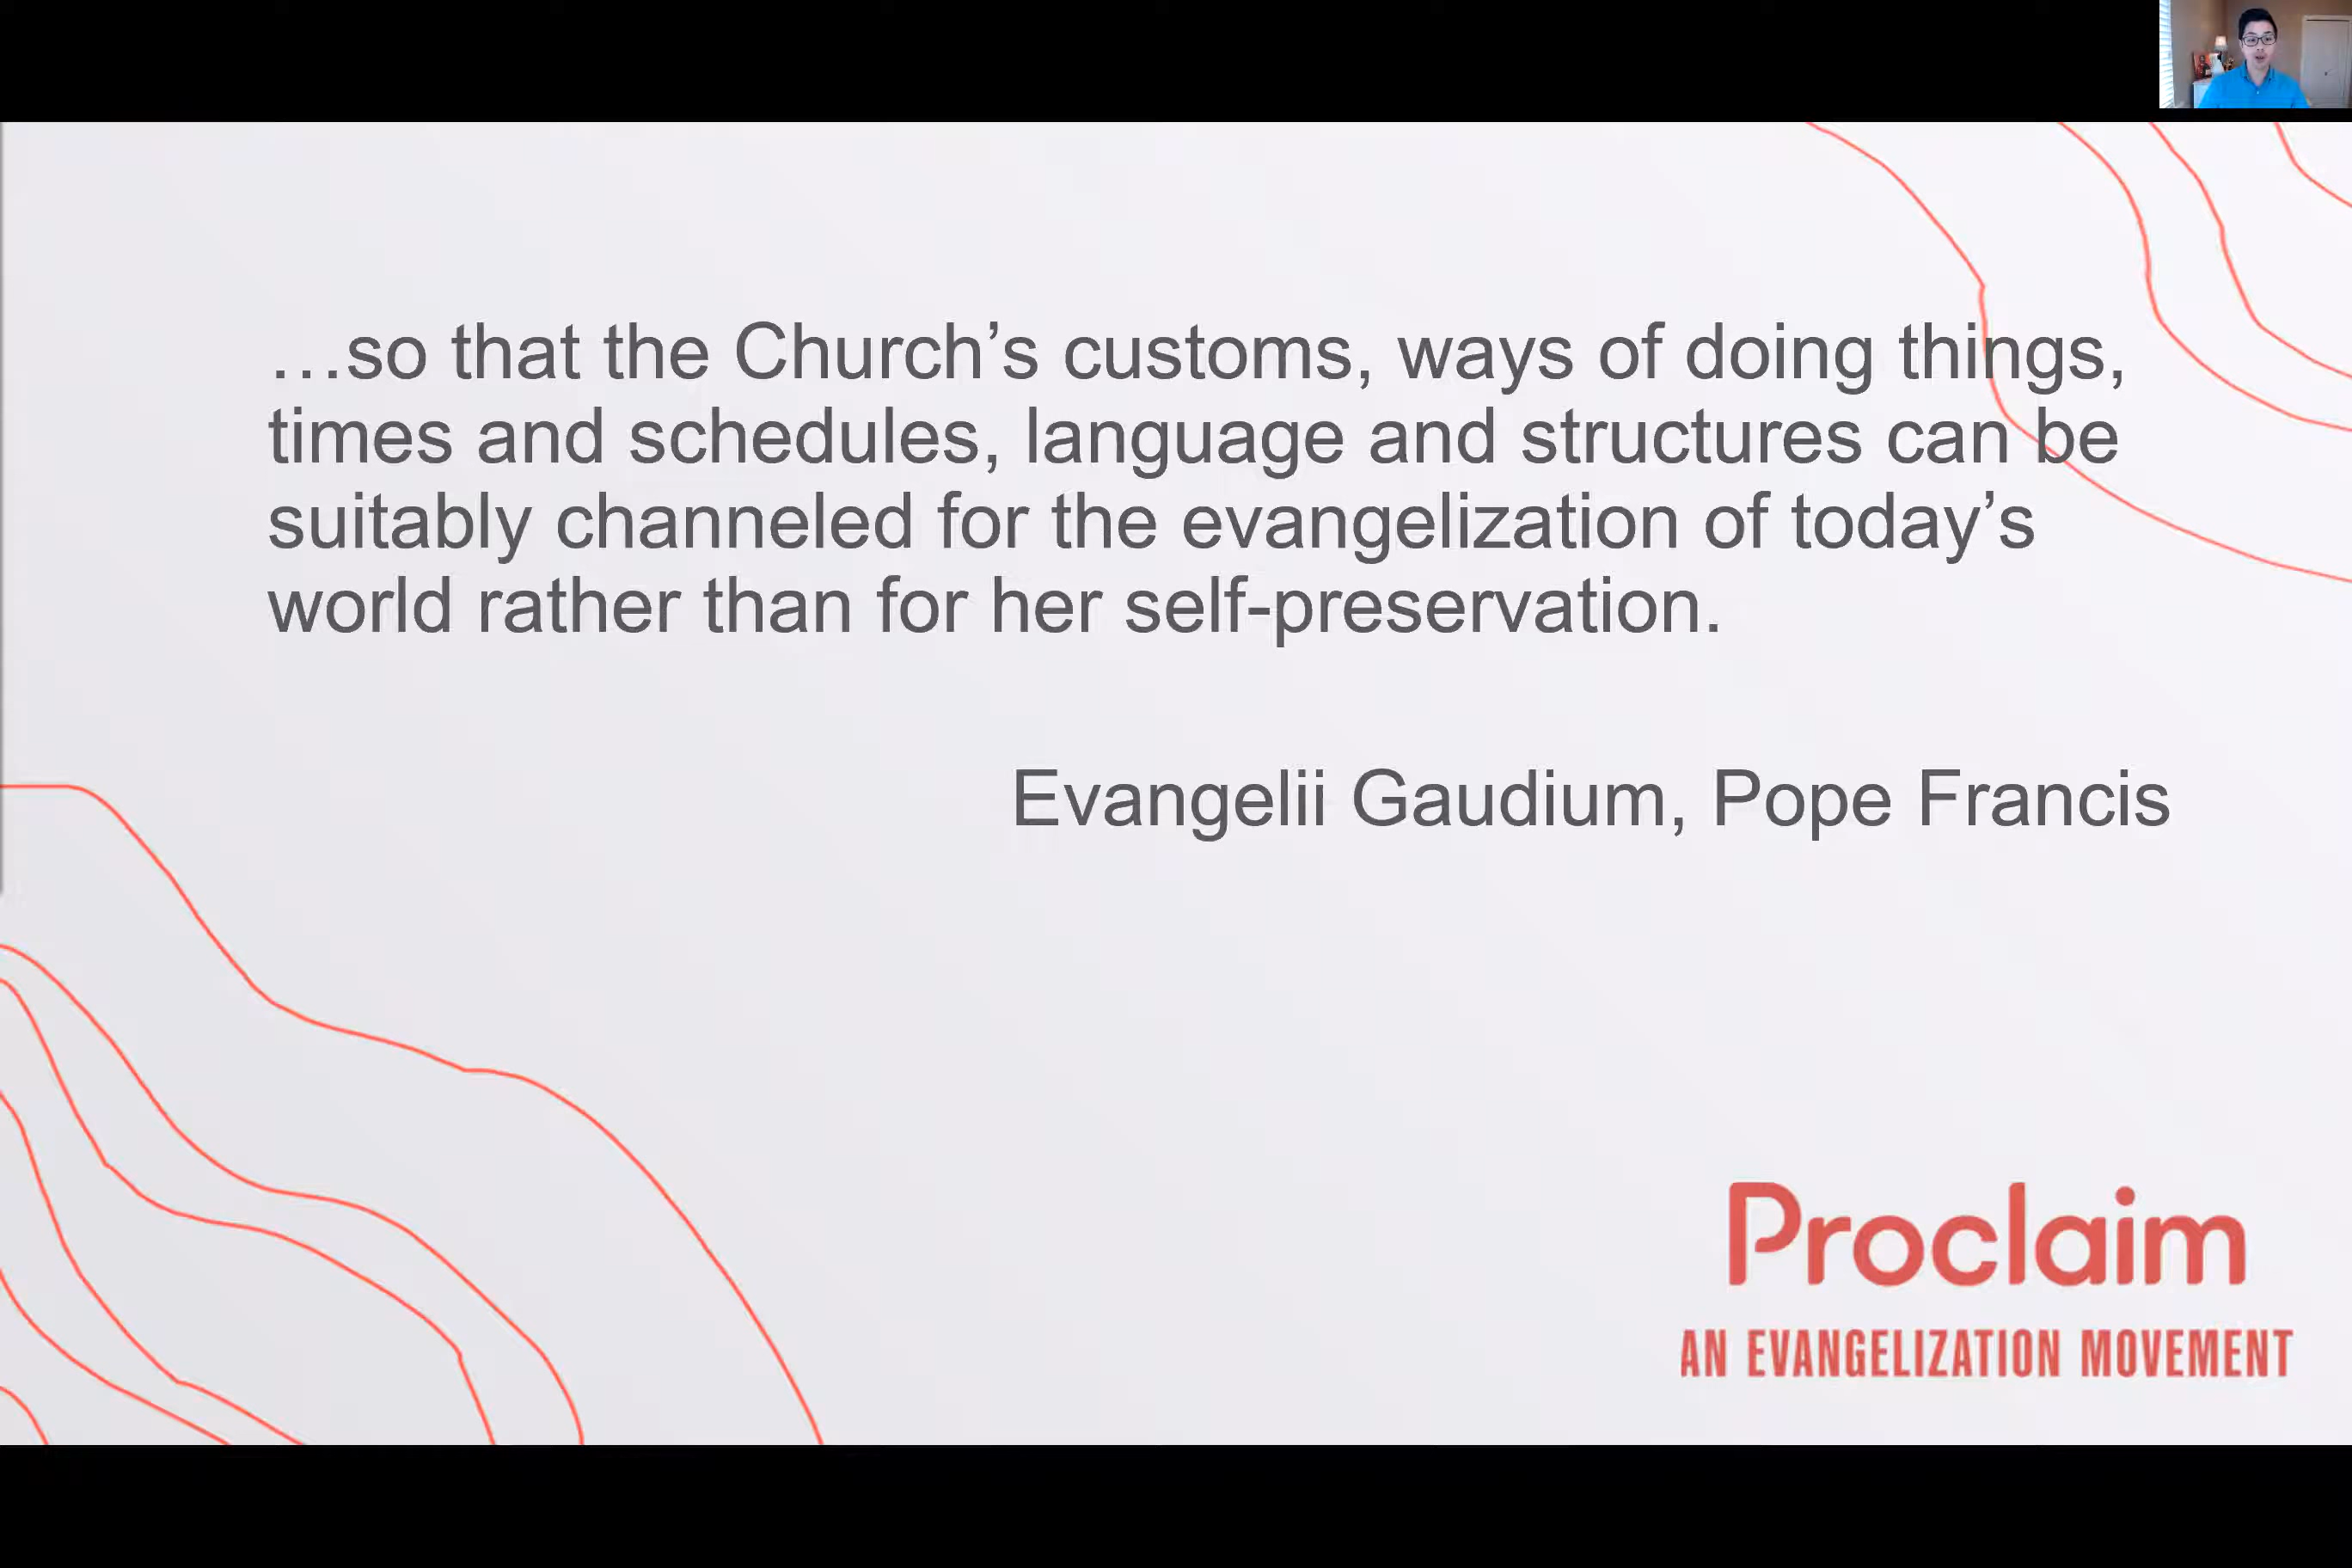 …so that the Church’s customs, ways of doing things,
times and schedules, language and structures can be
suitably channeled for the evangelization of today’s
world rather than for her self-preservation.
Evangelii Gaudium, Pope Francis
Proclaim
AN EVANGELIZATION MOVEMENT